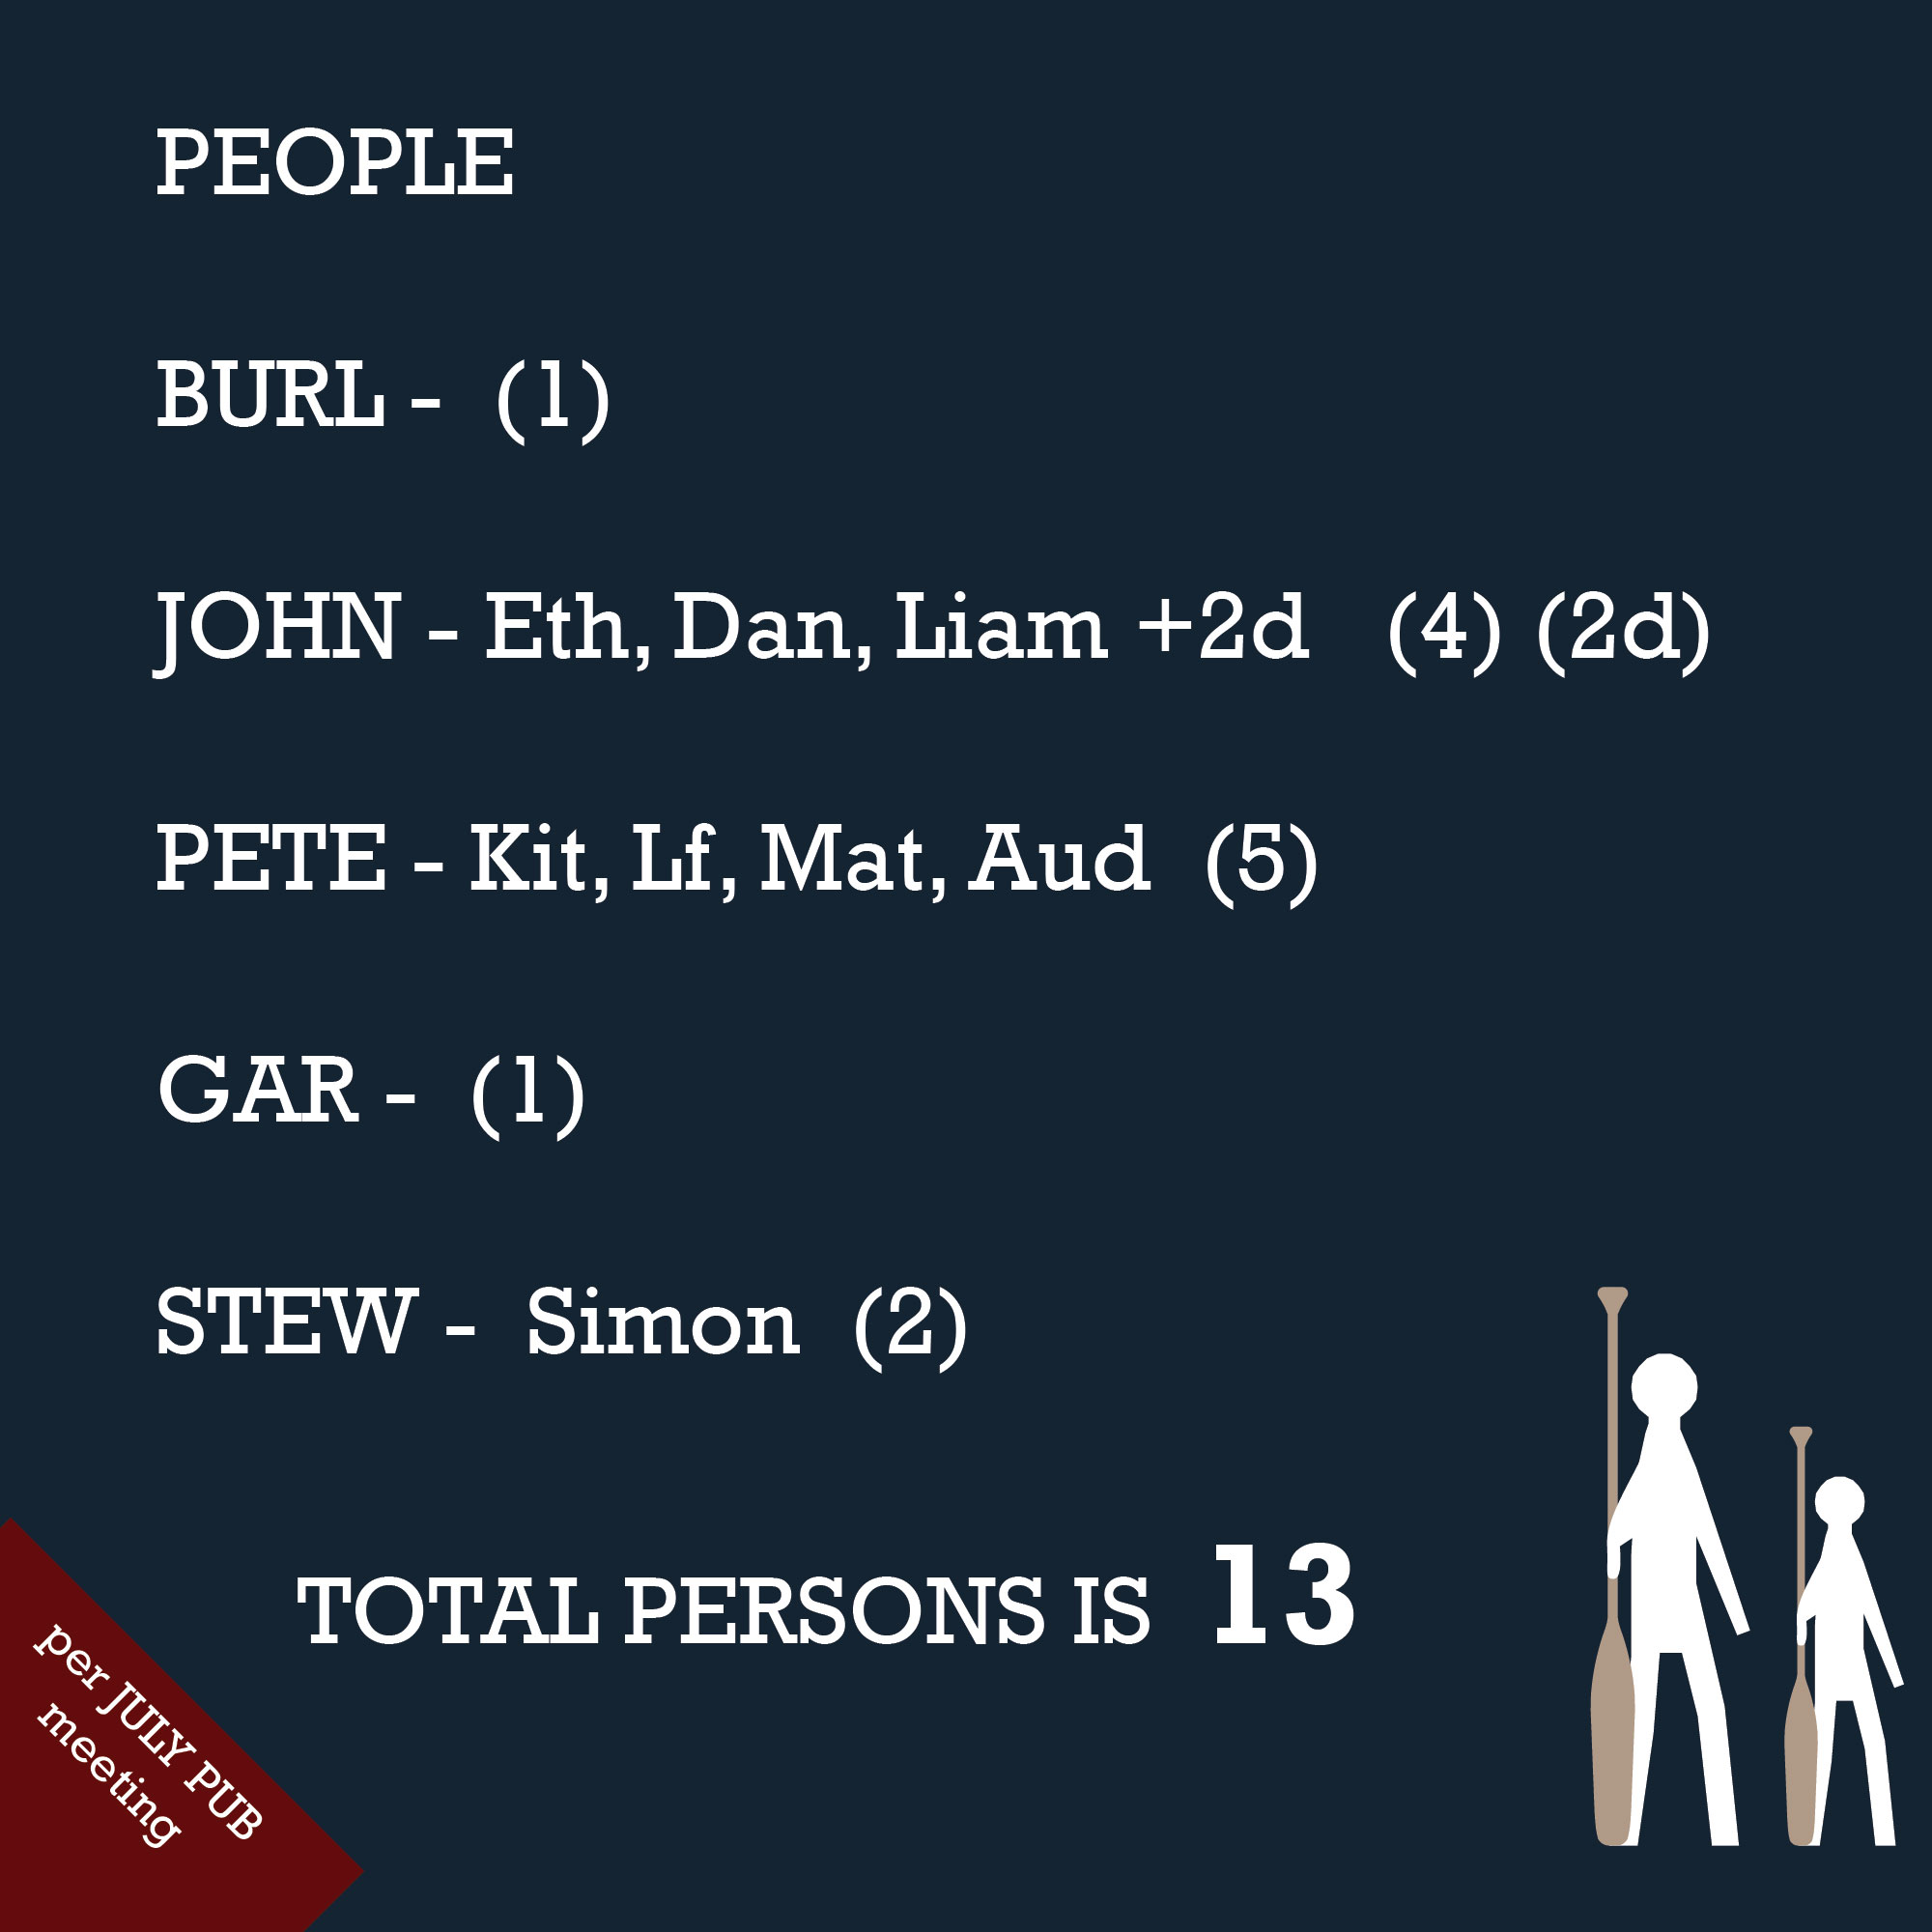 PEOPLE
BURL - (1)
JOHN - Eth, Dan, Liam +2d (4) (2d)
PETE - Kit, Lf, Mat, Aud (5)
GAR - (1)
STEW - Simon (2)
TOTAL PERSONS IS 13
per JULY PUB
meeting